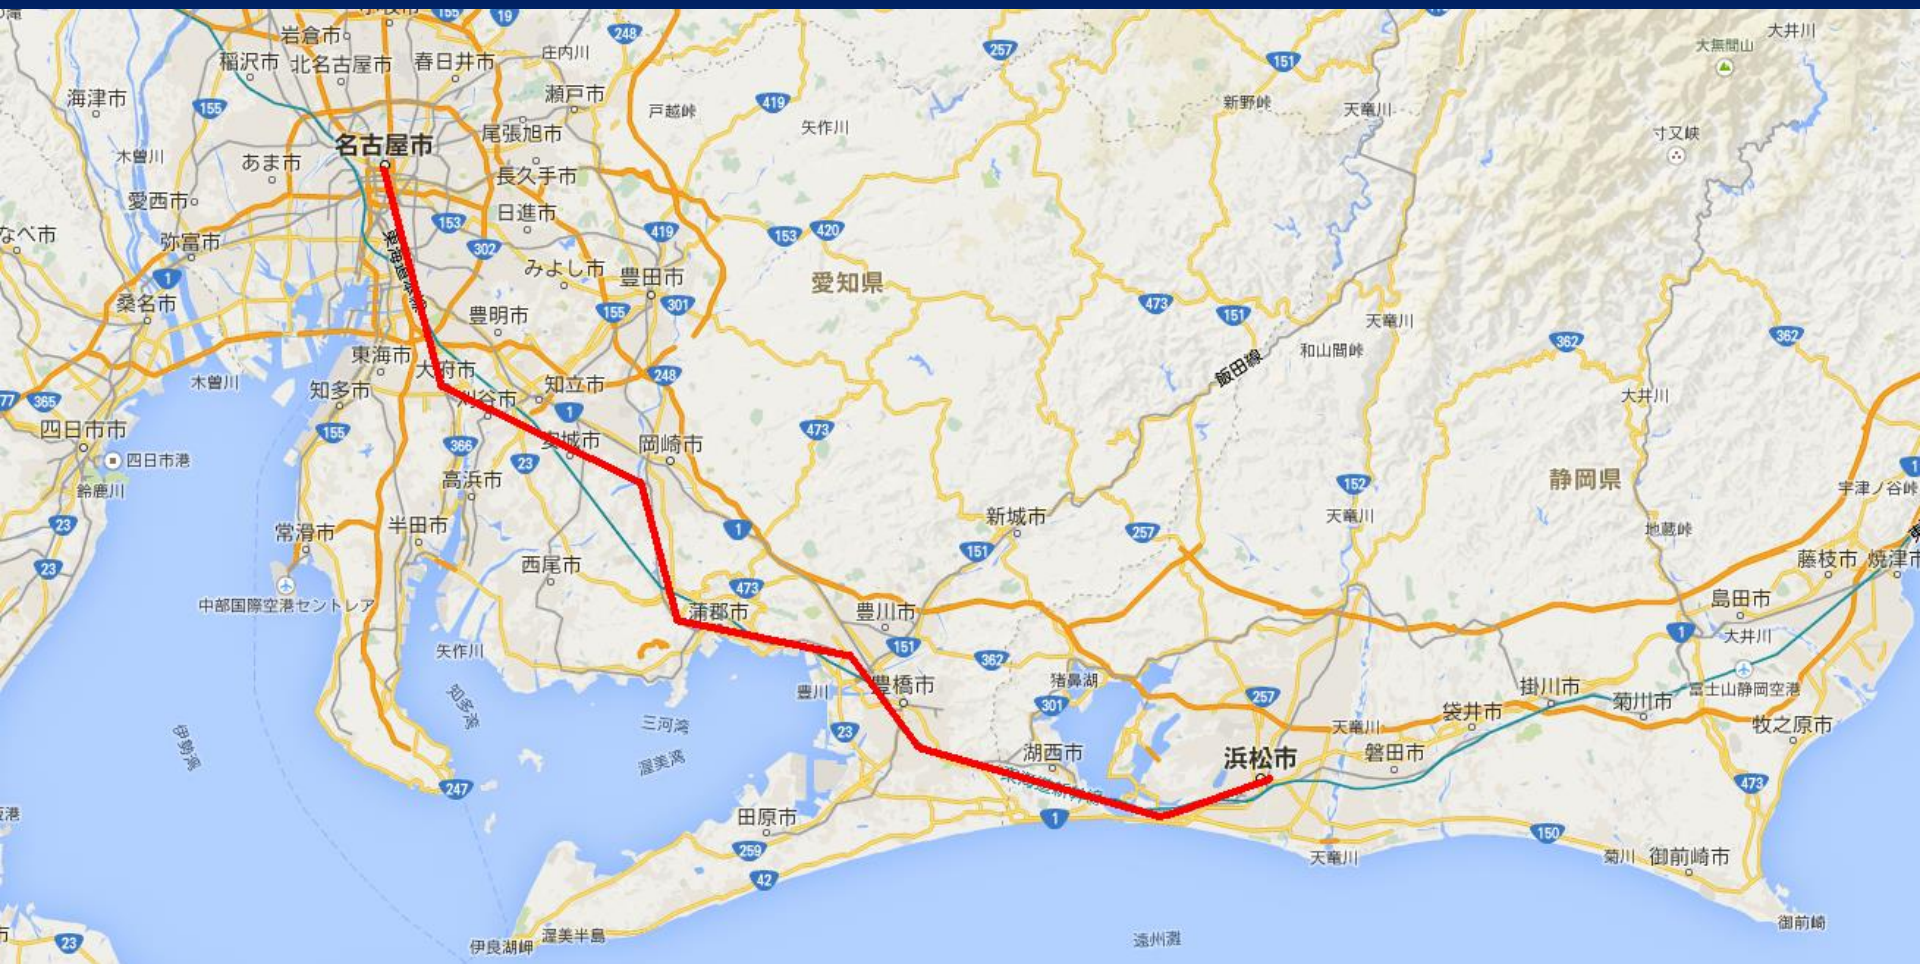 155
19
岩倉市
248
庄内川
257
大無間山
大井川
稲沢市
北名古屋市
春日井市
151
海津市
155
瀬戸市
戸越峠
419
新野峠
天竜川
矢作川
尾張旭市
寸又峡
名古屋市
木曽川
あま市
長久手市
愛西市
日進市
153
弥富市
302
419
153
420
なべ市
みよし市
豊田市
愛知県
1
桑名市
豊明市
155
301
473
151
天竜川
362
362
東海市
大府市
和山間峠
木曽川
知多市
知立市
248
飯田線
大井川
77
365
刈谷市
1
四日市市
155
366
安城市
岡崎市
473
四日市港
23
高浜市
152
静岡県
鈴鹿川
宇津ノ谷峠
23
常滑市
半田市
1
新城市
257
天竜川
地蔵峠
151
23
西尾市
藤枝市
焼津市
473
中部国際空港セントレア
蒲郡市
豊川市
島田市
151
1
大井川
矢作川
362
豊川
豊橋市
猪鼻湖
257
掛川市
菊川市
富士山静岡空港
知多湾
三河湾
301
袋井市
牧之原市
23
天竜川
伊勢湾
渥美湾
湖西市
浜松市
磐田市
東海道新幹線
247
473
田原市
1
150
259
天竜川
菊川
御前崎市
42
御前崎
23
伊良湖岬
渥美半島
遠州灘